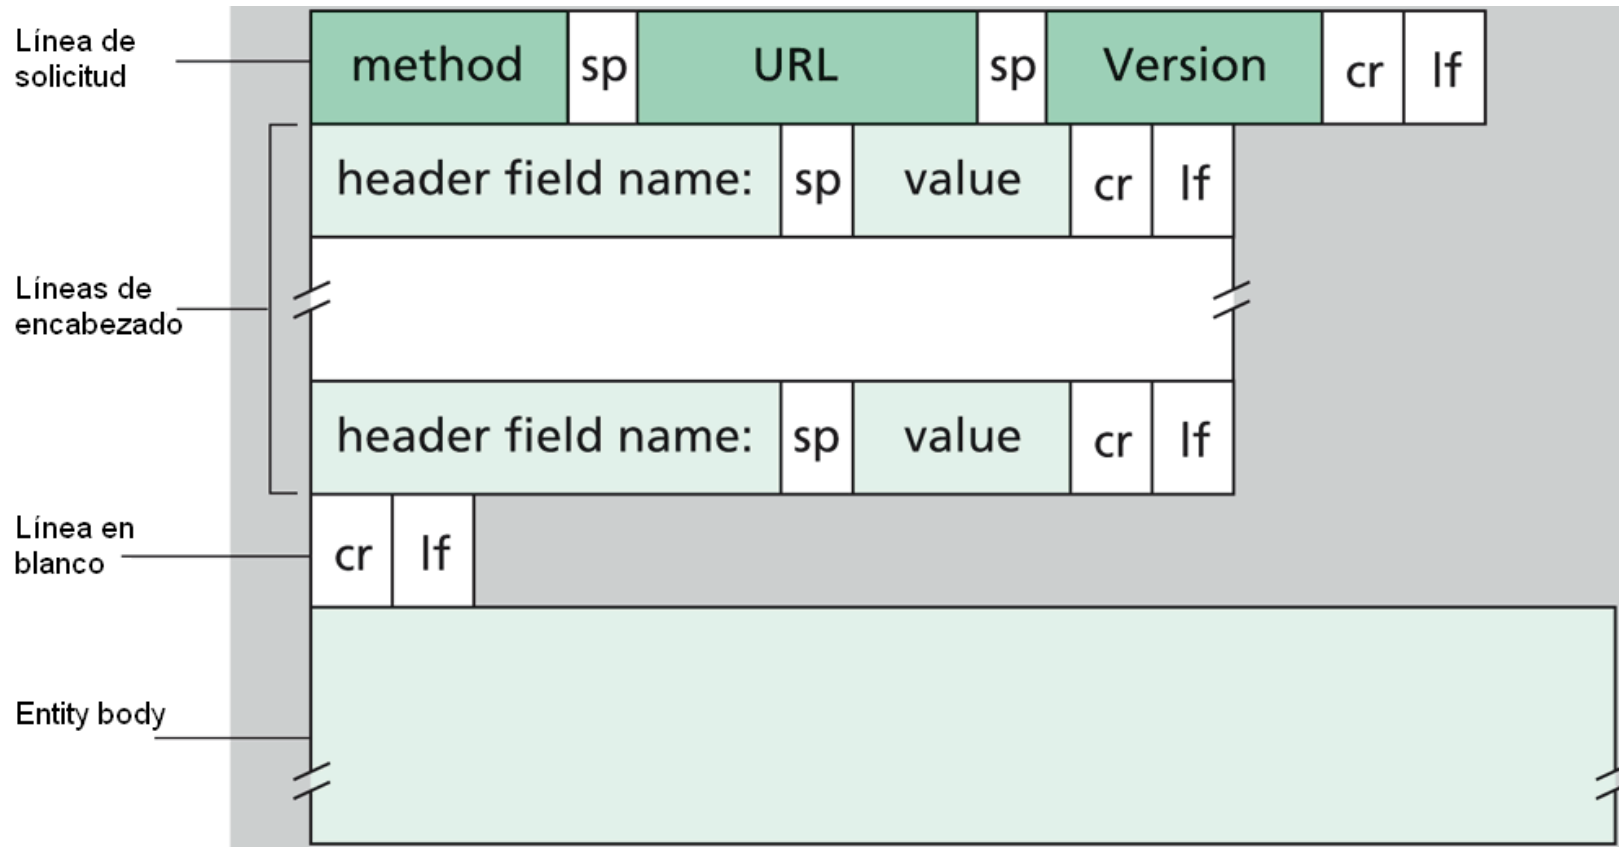 Línea de
solicitud
method sp URL sp Version cr lf
header field name: sp value cr lf
Líneas de
encabezado
header field name: sp value cr lf
Línea en
blanco
cr lf
Entity body